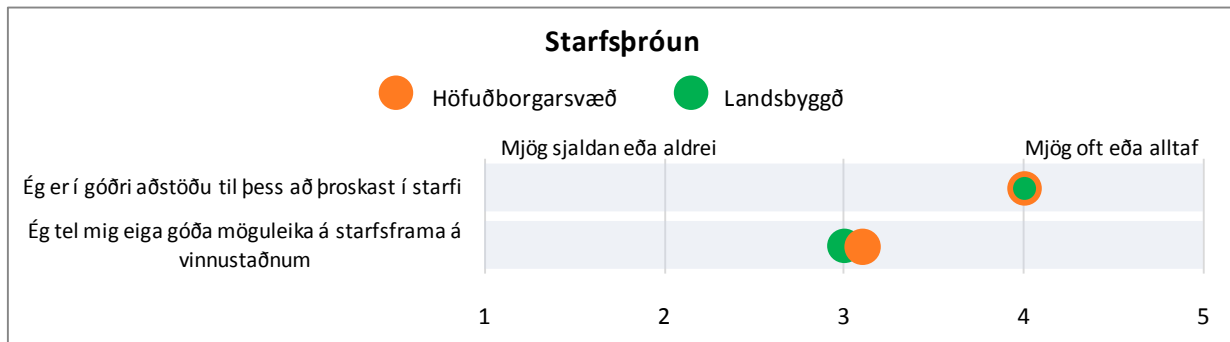 Starfsþróun
Höfuðborgarsvæð
Landsbyggð
Mjög sjaldan eða aldrei
Mjög oft eða alltaf
Ég er í góðri aðstöðu til þess að þroskast í starfi
Ég tel mig eiga góða möguleika á starfsframa á
vinnustaðnum
1 2 3 4 5